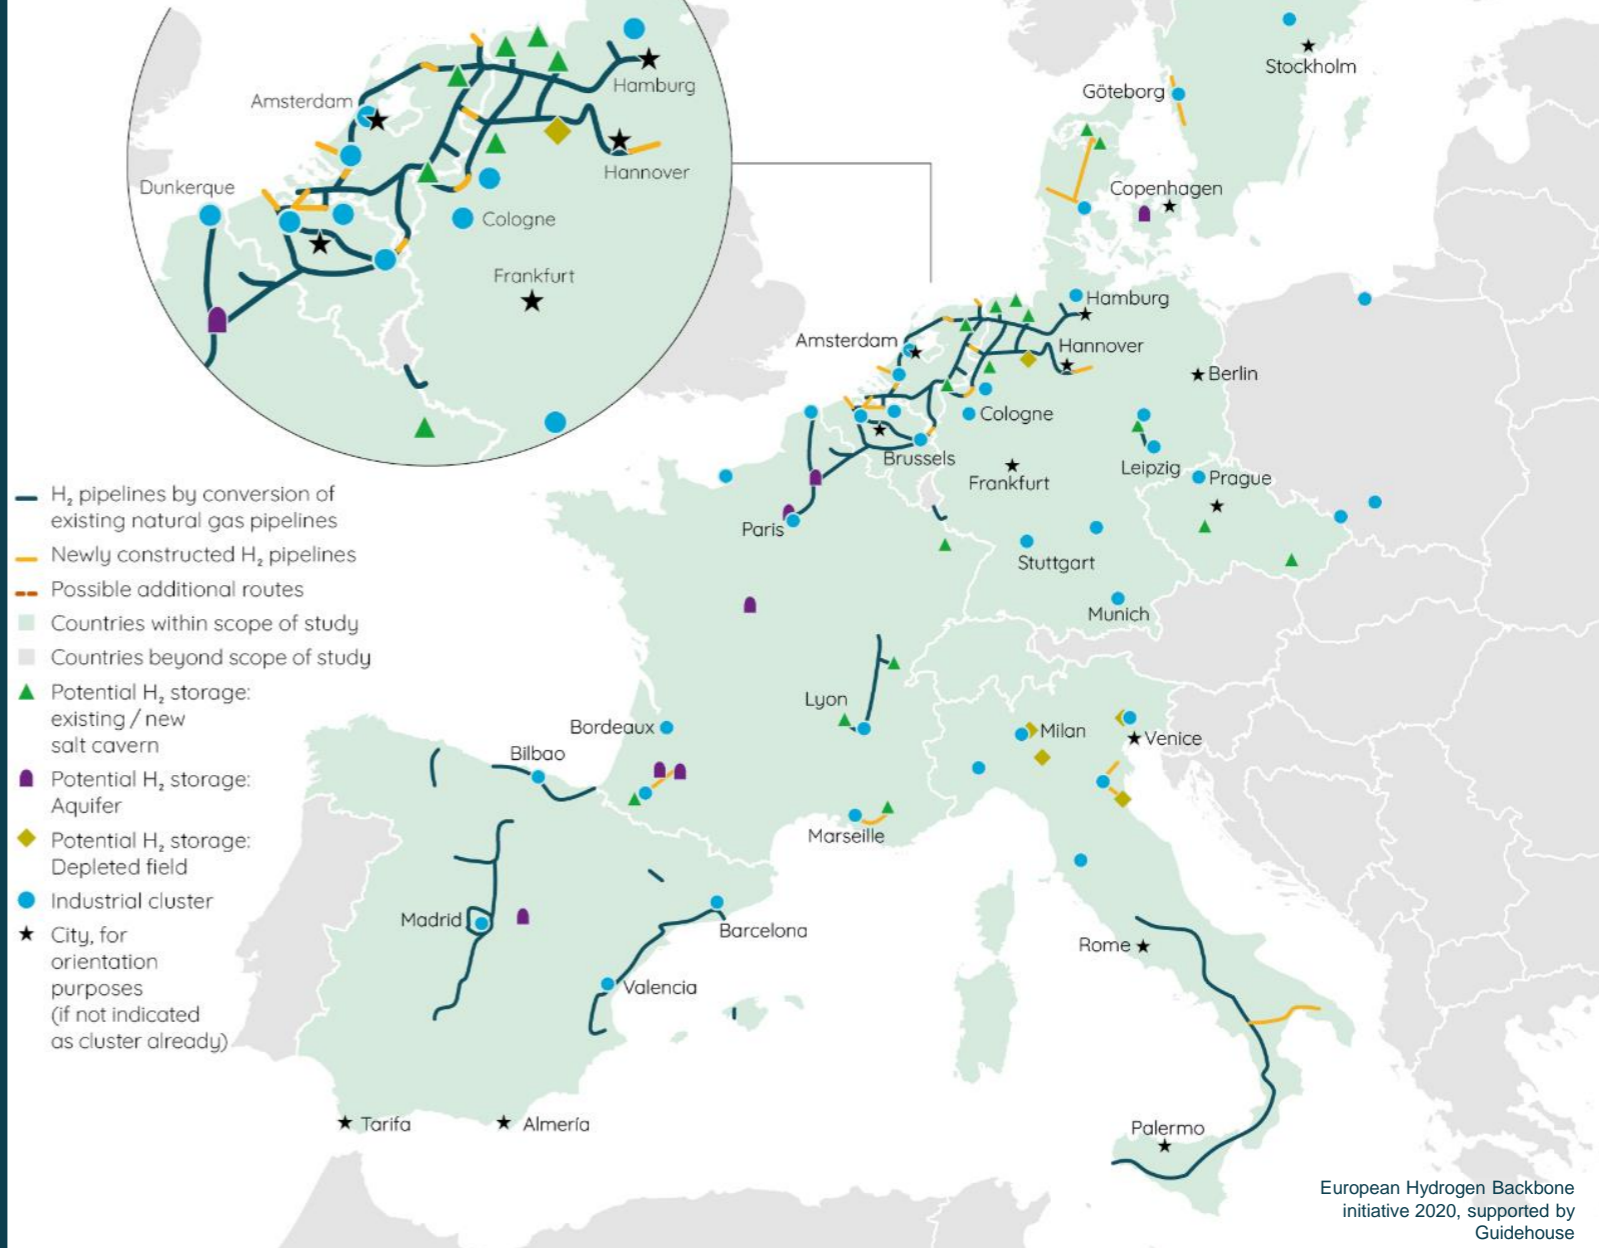 Stockholm
Göteborg
Copenhagen
Hamburg
Amsterdam
Hannover
Dunkerque
Cologne
Frankfurt
Hamburg
Amsterdam
Hannover
Berlin
Cologne
Brussels
Frankfurt
Leipzig
Prague
Paris
Stuttgart
Munich
Lyon
Bordeaux
Bilbao
Milan
Venice
Marseille
Madrid
Barcelona
Rome
Valencia
Tarifa
Almería
Palermo
H₂ pipelines by conversion of
existing natural gas pipelines
Newly constructed H₂ pipelines
Possible additional routes
Countries within scope of study
Countries beyond scope of study
Potential H₂ storage:
existing / new
salt cavern
Potential H₂ storage:
Aquifer
Potential H₂ storage:
Depleted field
Industrial cluster
City, for
orientation
purposes
(if not indicated
as cluster already)
European Hydrogen Backbone
initiative 2020, supported by
Guidehouse